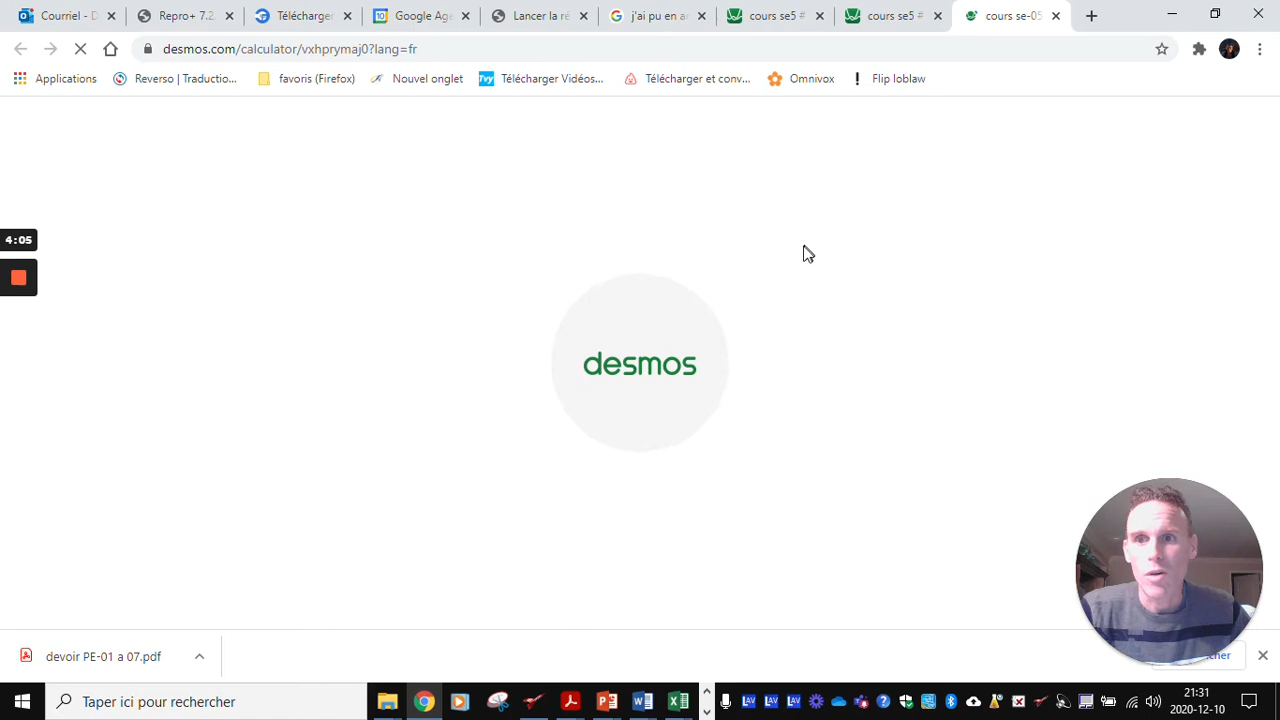 Courriel - D
Repro+ 7.2
Télécharger
Google Age
Lancer la ré
j'ai pu en ar
cours se5 #
cours se5 #
cours se-05
desmos.com/calculator/vxhprymaj0?lang=fr
Applications
Reverso | Traductio...
favoris (Firefox)
Nouvel onglet
Télécharger Vidéos...
Télécharger et conv...
Omnivox
Flip loblaw
4:05
desmos
devoir PE-01 a 07.pdf
cher
Taper ici pour rechercher
21:31
2020-12-10